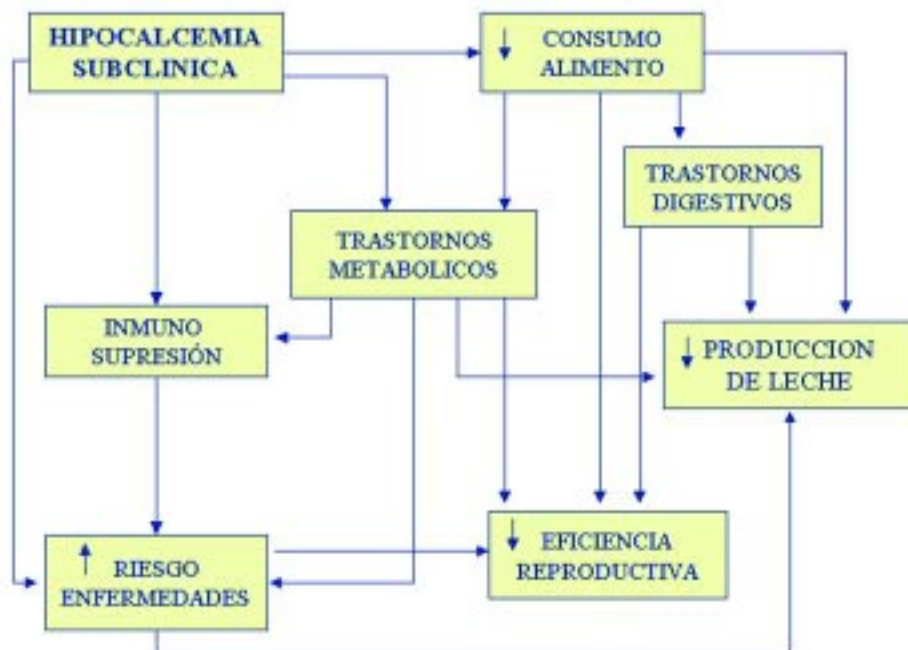 HIPOCALCEMIA
SUBCLINICA
↓ CONSUMO
ALIMENTO
TRASTORNOS
DIGESTIVOS
TRASTORNOS
METABOLICOS
INMUNO
SUPRESIÓN
↓ PRODUCCION
DE LECHE
↑ RIESGO
ENFERMEDADES
↓ EFICIENCIA
REPRODUCTIVA